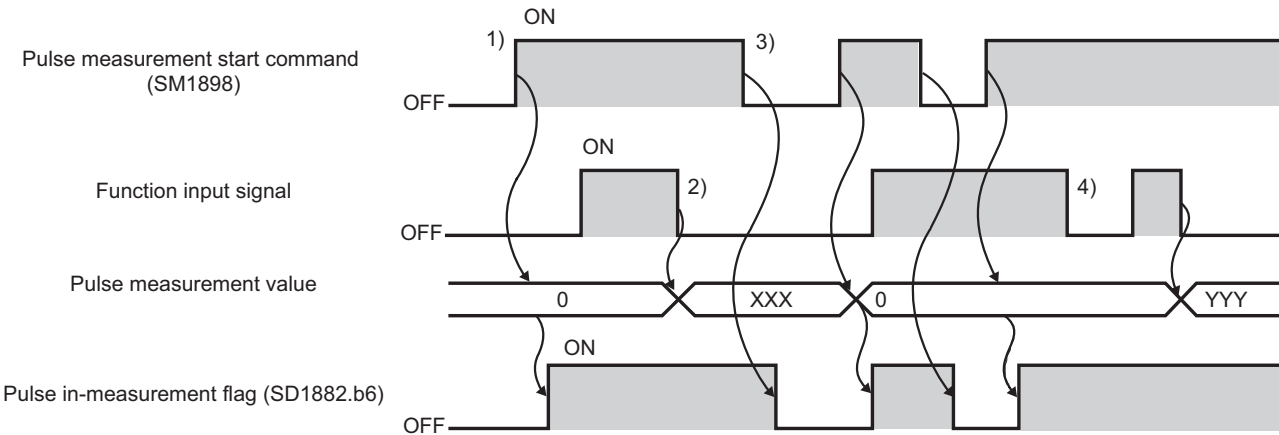 ON
1)
3)
Pulse measurement start command
(SM1898)
OFF
ON
Function input signal
2)
4)
OFF
Pulse measurement value
0
XXX
0
YYY
ON
Pulse in-measurement flag (SD1882.b6)
OFF